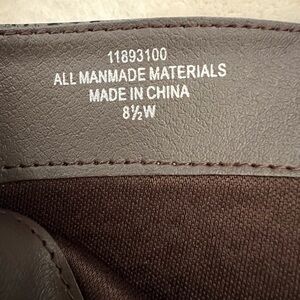 11893100
ALL MANMADE MATERIALS
MADE IN CHINA
8½W